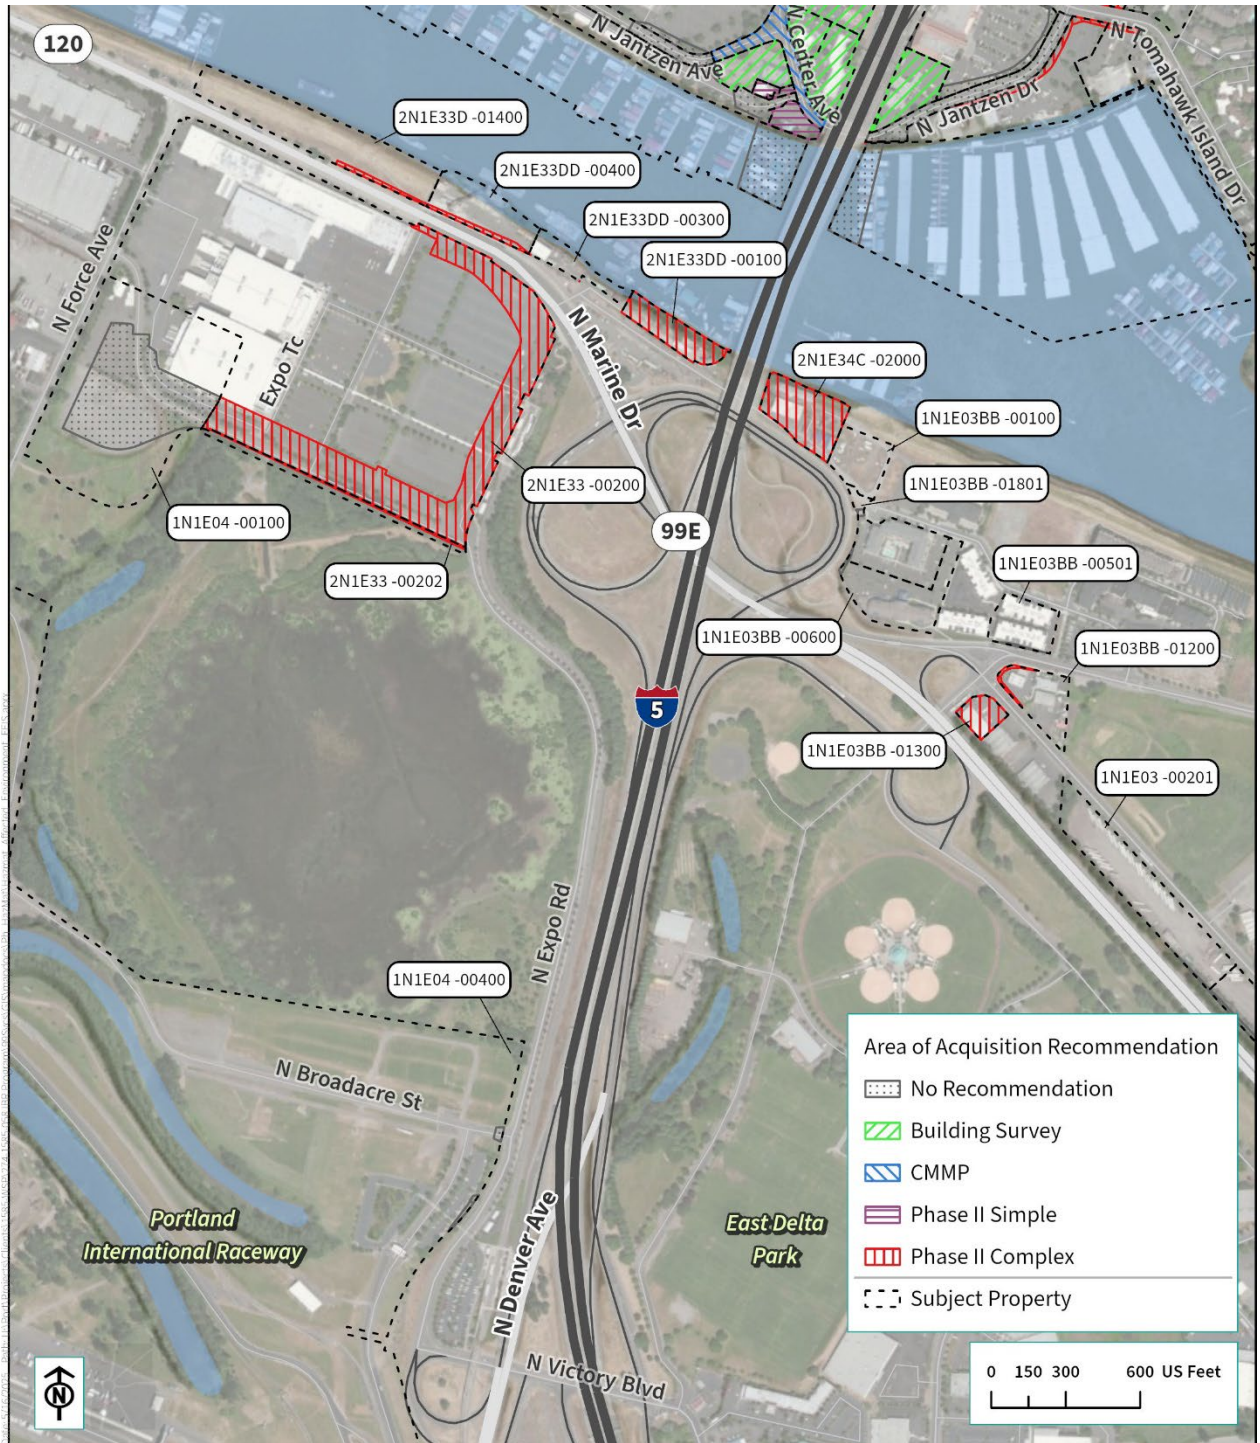 120
N Jantzen Ave
N Center Ave
N Tomahawk Island Dr
N Jantzen Dr
2N1E33D -01400
2N1E33DD -00400
2N1E33DD -00300
2N1E33DD -00100
N Force Ave
Expo Tc
N Marine Dr
2N1E34C -02000
1N1E03BB -00100
1N1E03BB -01801
2N1E33 -00200
1N1E04 -00100
99E
2N1E33 -00202
1N1E03BB -00501
1N1E03BB -00600
1N1E03BB -01200
5
1N1E03BB -01300
1N1E03 -00201
N Expo Rd
1N1E04 -00400
N Broadacre St
Portland
International Raceway
East Delta
Park
N Denver Ave
N Victory Blvd
Area of Acquisition Recommendation
No Recommendation
Building Survey
CMMP
Phase II Simple
Phase II Complex
Subject Property
0 150 300 600 US Feet
N